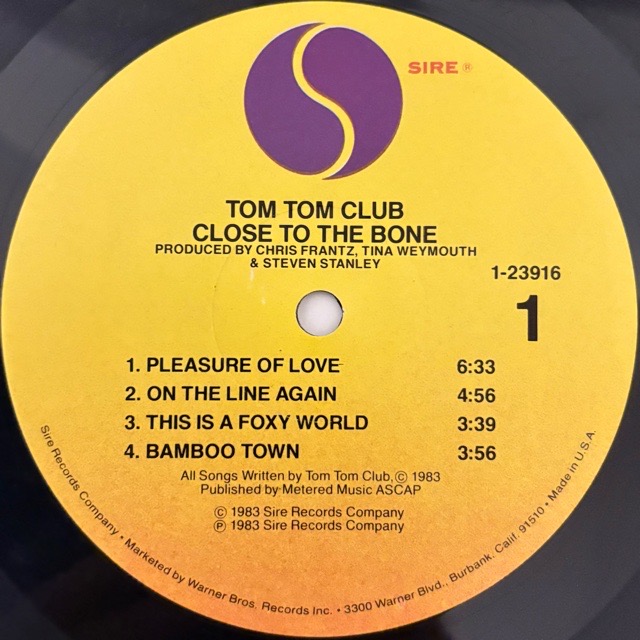 SIRE ®
TOM TOM CLUB
CLOSE TO THE BONE
PRODUCED BY CHRIS FRANTZ, TINA WEYMOUTH
& STEVEN STANLEY
1-23916
1
1. PLEASURE OF LOVE 6:33
2. ON THE LINE AGAIN 4:56
3. THIS IS A FOXY WORLD 3:39
4. BAMBOO TOWN 3:56
All Songs Written by Tom Tom Club, © 1983
Published by Metered Music ASCAP
© 1983 Sire Records Company
℗ 1983 Sire Records Company
Sire Records Company • Marketed by Warner Bros. Records Inc. • 3300 Warner Blvd., Burbank, Calif. 91510 • Made in U.S.A.